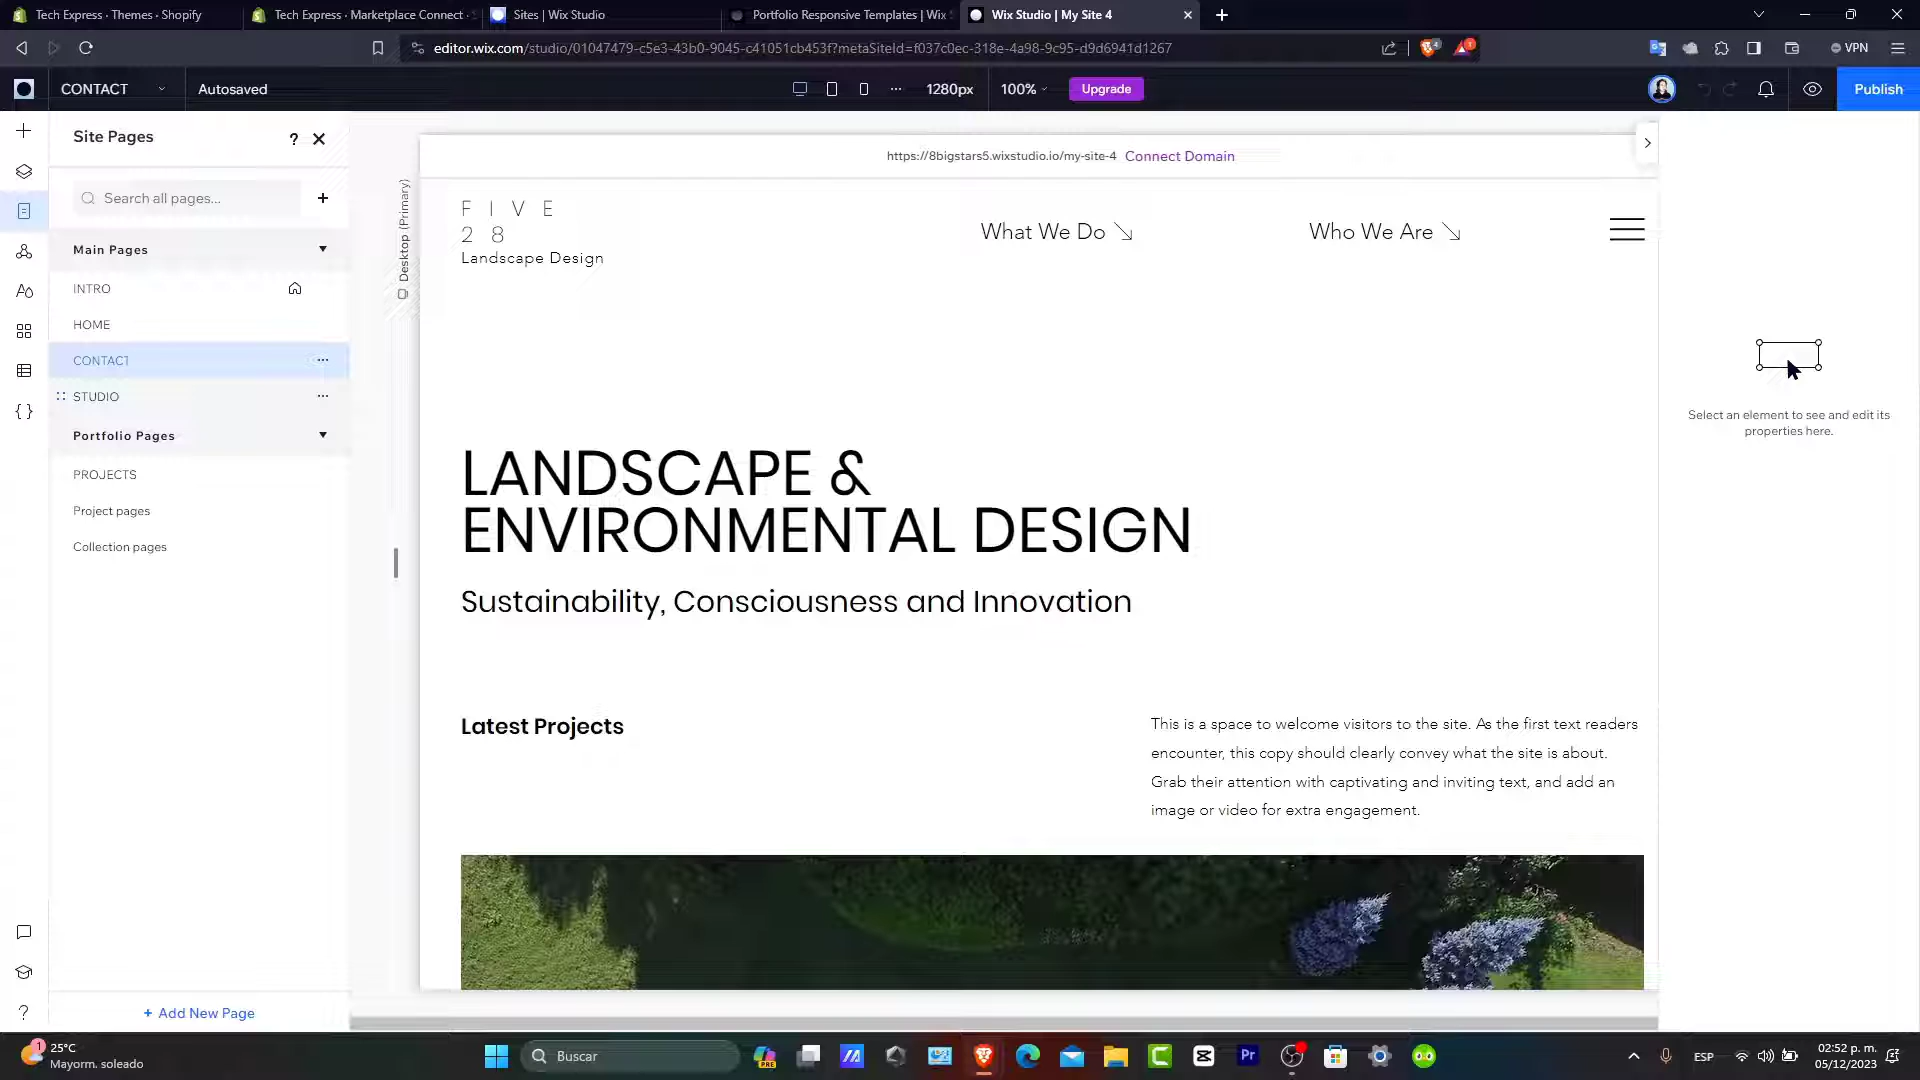 Tech Express · Themes · Shopify
Tech Express · Marketplace Connect ·
Sites | Wix Studio
Portfolio Responsive Templates | Wix
Wix Studio | My Site 4
editor.wix.com/studio/01047479-c5e3-43b0-9045-c41051cb453f?metaSiteId=f037c0ec-318e-4a98-9c95-d9d6941d1267
VPN
CONTACT
Autosaved
1280px
100%
Upgrade
Publish
Site Pages
?
Search all pages...
Main Pages
INTRO
HOME
CONTACT
STUDIO
Portfolio Pages
PROJECTS
Project pages
Collection pages
+ Add New Page
Desktop (Primary)
https://8bigstars5.wixstudio.io/my-site-4 Connect Domain
FIVE
28
Landscape Design
What We Do
Who We Are
LANDSCAPE &
ENVIRONMENTAL DESIGN
Sustainability, Consciousness and Innovation
Latest Projects
This is a space to welcome visitors to the site. As the first text readers
encounter, this copy should clearly convey what the site is about.
Grab their attention with captivating and inviting text, and add an
image or video for extra engagement.
Select an element to see and edit its
properties here.
1
25°C
Mayorm. soleado
Buscar
PRE
Pr
ESP
02:52 p. m.
05/12/2023